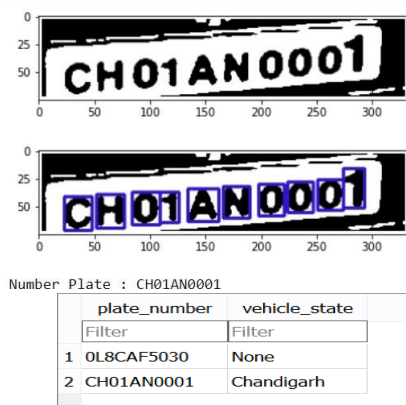 0
25
50
CH01AN0001
0 50 100 150 200 250 300
0
25
50
CH01AN0001
0 50 100 150 200 250 300
Number Plate : CH01AN0001
plate_number vehicle_state
Filter Filter
1 0L8CAF5030 None
2 CH01AN0001 Chandigarh